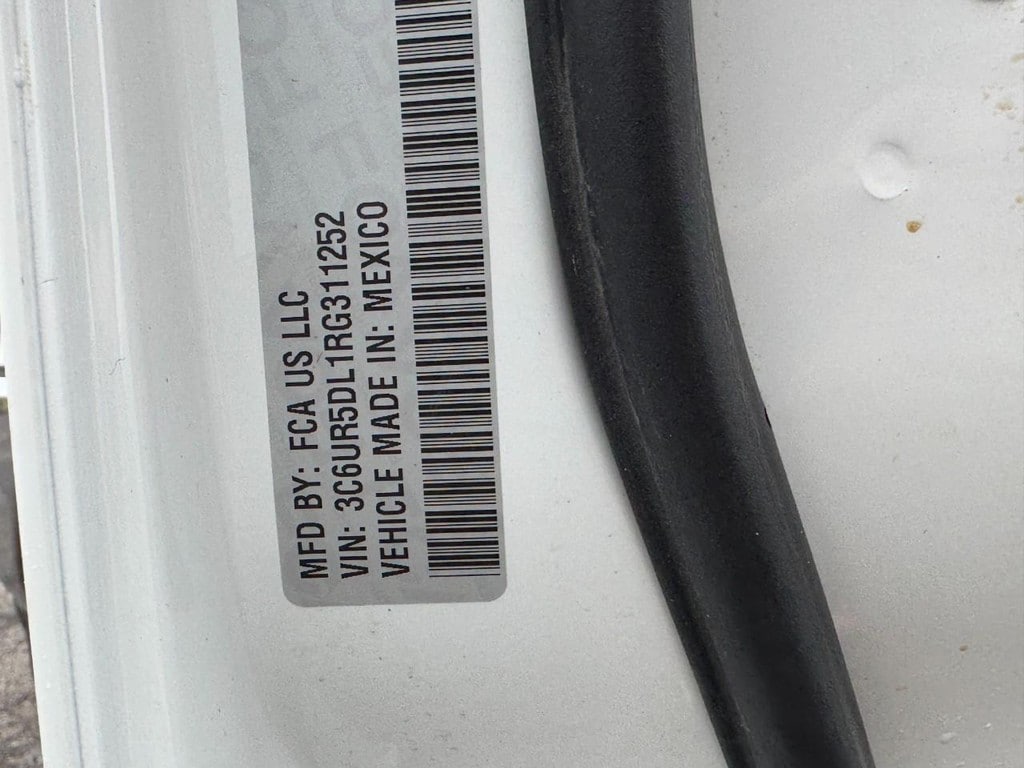 MFD BY: FCA US LLC
VIN: 3C6UR5DL1RG311252
VEHICLE MADE IN: MEXICO